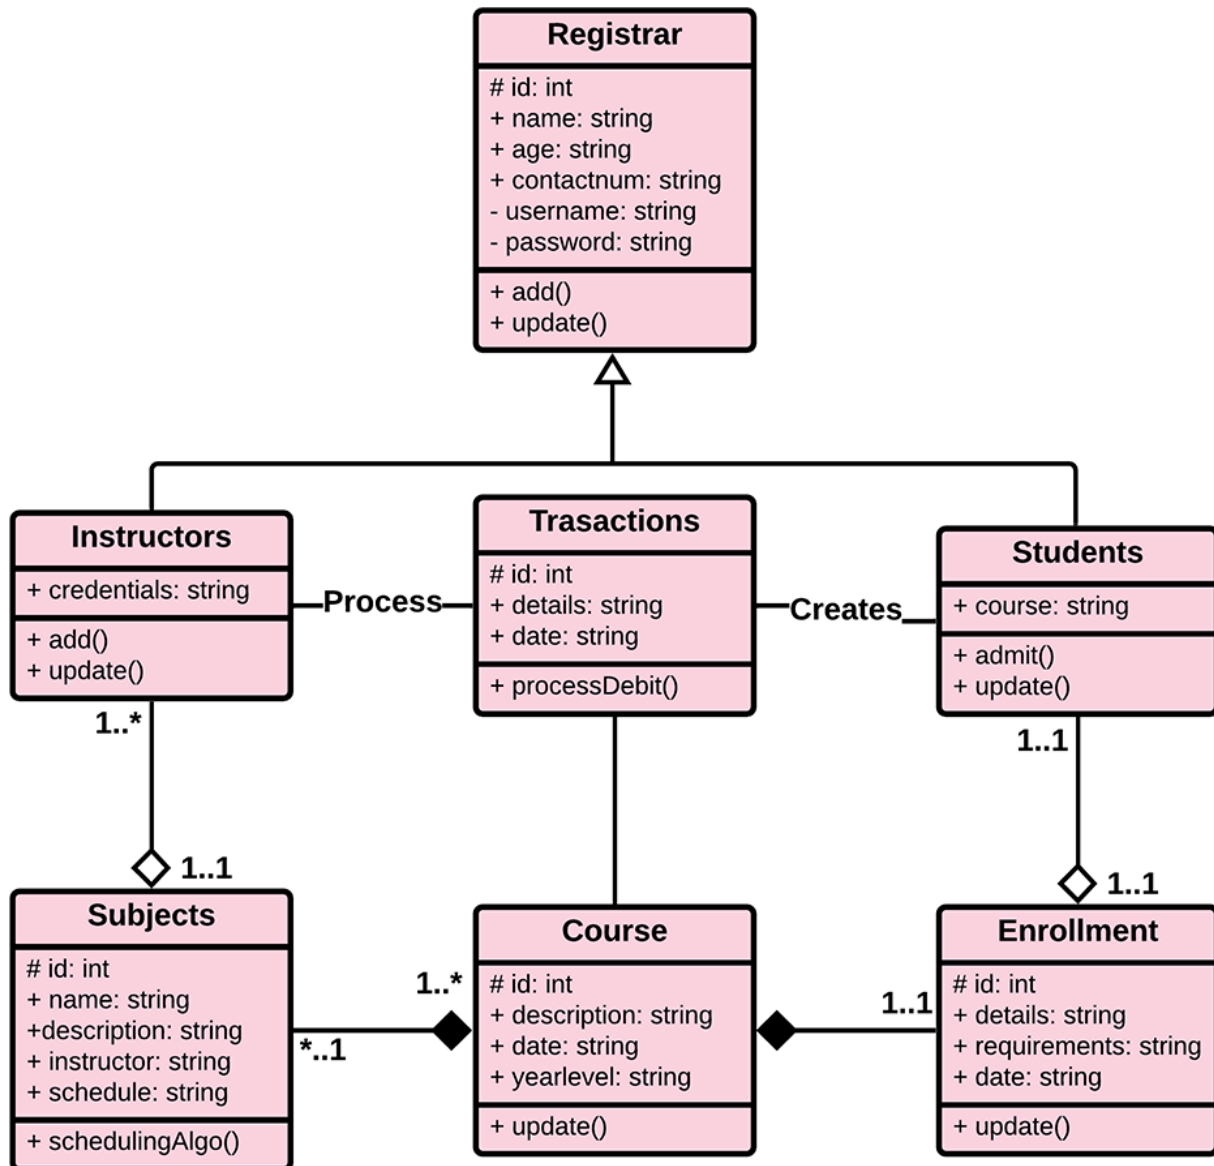 Registrar
# id: int
+ name: string
+ age: string
+ contactnum: string
- username: string
- password: string
+ add()
+ update()
Instructors
+ credentials: string
+ add()
+ update()
Process
Trasactions
# id: int
+ details: string
+ date: string
+ processDebit()
Creates
Students
+ course: string
+ admit()
+ update()
1..*
1..1
1..1
1..1
Subjects
# id: int
+ name: string
+description: string
+ instructor: string
+ schedule: string
+ schedulingAlgo()
1..*
*..1
Course
# id: int
+ description: string
+ date: string
+ yearlevel: string
+ update()
1..1
Enrollment
# id: int
+ details: string
+ requirements: string
+ date: string
+ update()